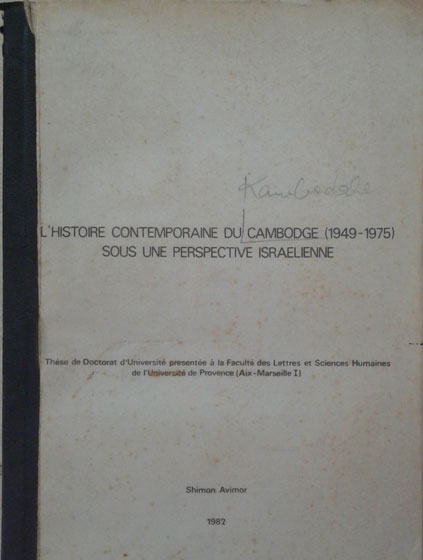 Kambodche
L'HISTOIRE CONTEMPORAINE DU CAMBODGE (1949-1975)
SOUS UNE PERSPECTIVE ISRAELIENNE
Thèse de Doctorat d'Université presentée à la Faculté des Lettres et Sciences Humaines
de l'Université de Provence (Aix-Marseille I)
Shimon Avimor
1982